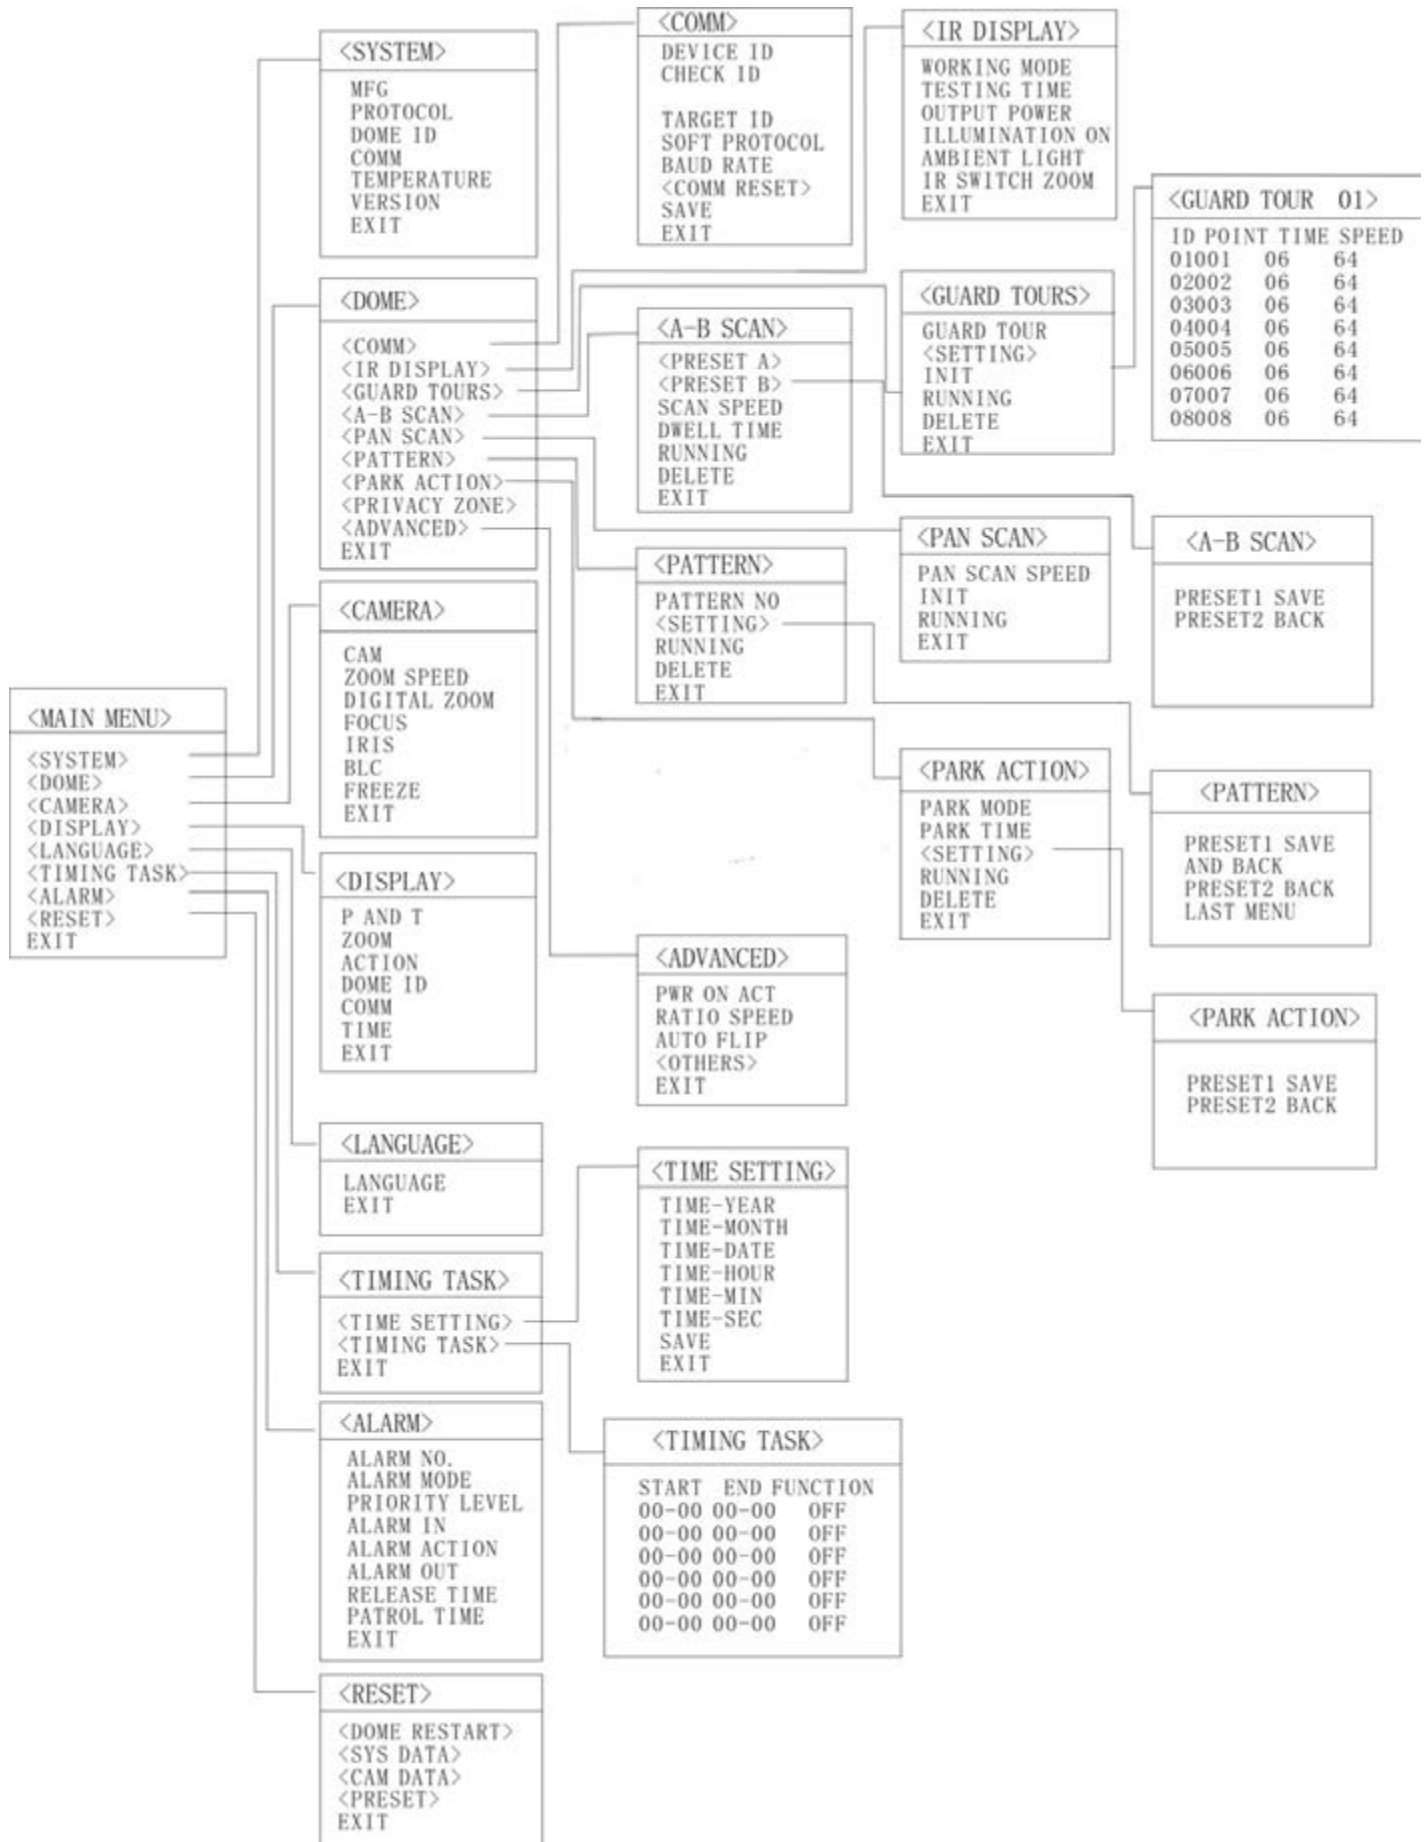 <MAIN MENU>
<SYSTEM>
<DOME>
<CAMERA>
<DISPLAY>
<LANGUAGE>
<TIMING TASK>
<ALARM>
<RESET>
EXIT
<SYSTEM>
MFG
PROTOCOL
DOME ID
COMM
TEMPERATURE
VERSION
EXIT
<DOME>
<COMM>
<IR DISPLAY>
<GUARD TOURS>
<A-B SCAN>
<PAN SCAN>
<PATTERN>
<PARK ACTION>
<PRIVACY ZONE>
<ADVANCED>
EXIT
<CAMERA>
CAM
ZOOM SPEED
DIGITAL ZOOM
FOCUS
IRIS
BLC
FREEZE
EXIT
<DISPLAY>
P AND T
ZOOM
ACTION
DOME ID
COMM
TIME
EXIT
<LANGUAGE>
LANGUAGE
EXIT
<TIMING TASK>
<TIME SETTING>
<TIMING TASK>
EXIT
<ALARM>
ALARM NO.
ALARM MODE
PRIORITY LEVEL
ALARM IN
ALARM ACTION
ALARM OUT
RELEASE TIME
PATROL TIME
EXIT
<RESET>
<DOME RESTART>
<SYS DATA>
<CAM DATA>
<PRESET>
EXIT
<COMM>
DEVICE ID
CHECK ID
TARGET ID
SOFT PROTOCOL
BAUD RATE
<COMM RESET>
SAVE
EXIT
<A-B SCAN>
<PRESET A>
<PRESET B>
SCAN SPEED
DWELL TIME
RUNNING
DELETE
EXIT
<PATTERN>
PATTERN NO
<SETTING>
RUNNING
DELETE
EXIT
<ADVANCED>
PWR ON ACT
RATIO SPEED
AUTO FLIP
<OTHERS>
EXIT
<TIME SETTING>
TIME-YEAR
TIME-MONTH
TIME-DATE
TIME-HOUR
TIME-MIN
TIME-SEC
SAVE
EXIT
<TIMING TASK>
START END FUNCTION
00-00 00-00 OFF
00-00 00-00 OFF
00-00 00-00 OFF
00-00 00-00 OFF
00-00 00-00 OFF
00-00 00-00 OFF
<IR DISPLAY>
WORKING MODE
TESTING TIME
OUTPUT POWER
ILLUMINATION ON
AMBIENT LIGHT
IR SWITCH ZOOM
EXIT
<GUARD TOURS>
GUARD TOUR
<SETTING>
INIT
RUNNING
DELETE
EXIT
<PAN SCAN>
PAN SCAN SPEED
INIT
RUNNING
EXIT
<PARK ACTION>
PARK MODE
PARK TIME
<SETTING>
RUNNING
DELETE
EXIT
<GUARD TOUR 01>
ID POINT TIME SPEED
01001 06 64
02002 06 64
03003 06 64
04004 06 64
05005 06 64
06006 06 64
07007 06 64
08008 06 64
<A-B SCAN>
PRESET1 SAVE
PRESET2 BACK
<PATTERN>
PRESET1 SAVE
AND BACK
PRESET2 BACK
LAST MENU
<PARK ACTION>
PRESET1 SAVE
PRESET2 BACK